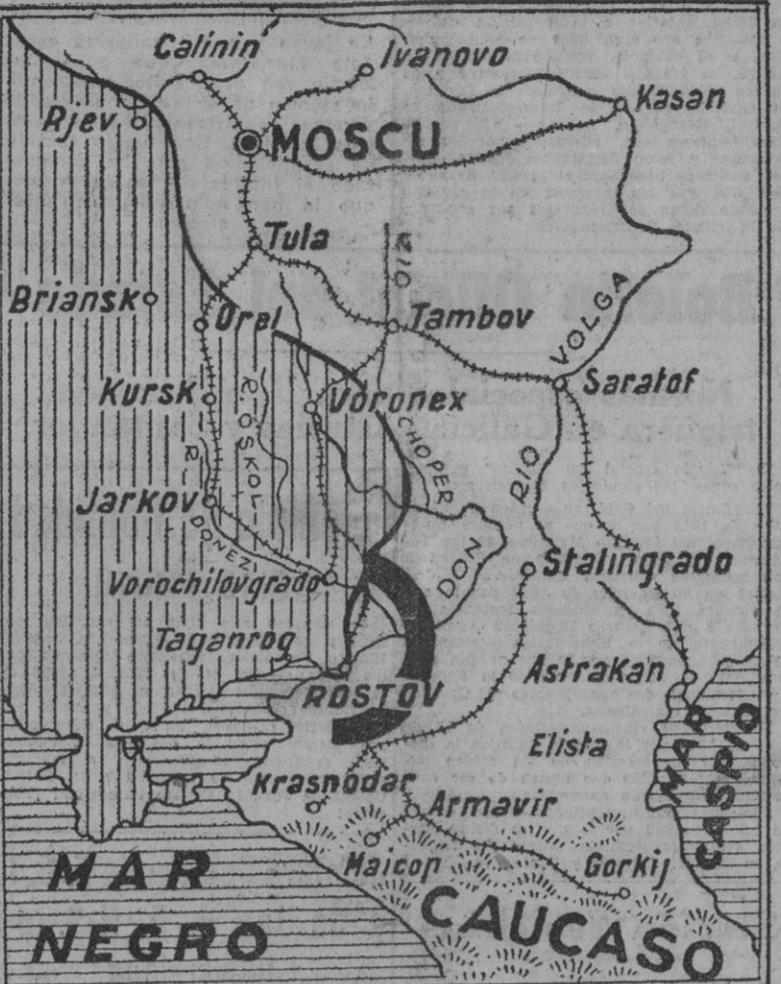 Calinin
Ivanovo
Rjev
Kasan
MOSCU
Tula
RIO
VOLGA
Briansk
Orel
Tambov
Saratof
Kursk
R. OSKOL
Voronex
CHOPER
RIO
Jarkov
R. DONEZ
DON
Stalingrado
Vorochilovgrado
Taganrog
Astrakan
ROSTOV
MAR
CASPIO
Elista
Krasnodar
Armavir
Maicop
Gorkij
MAR
NEGRO
CAUCASO